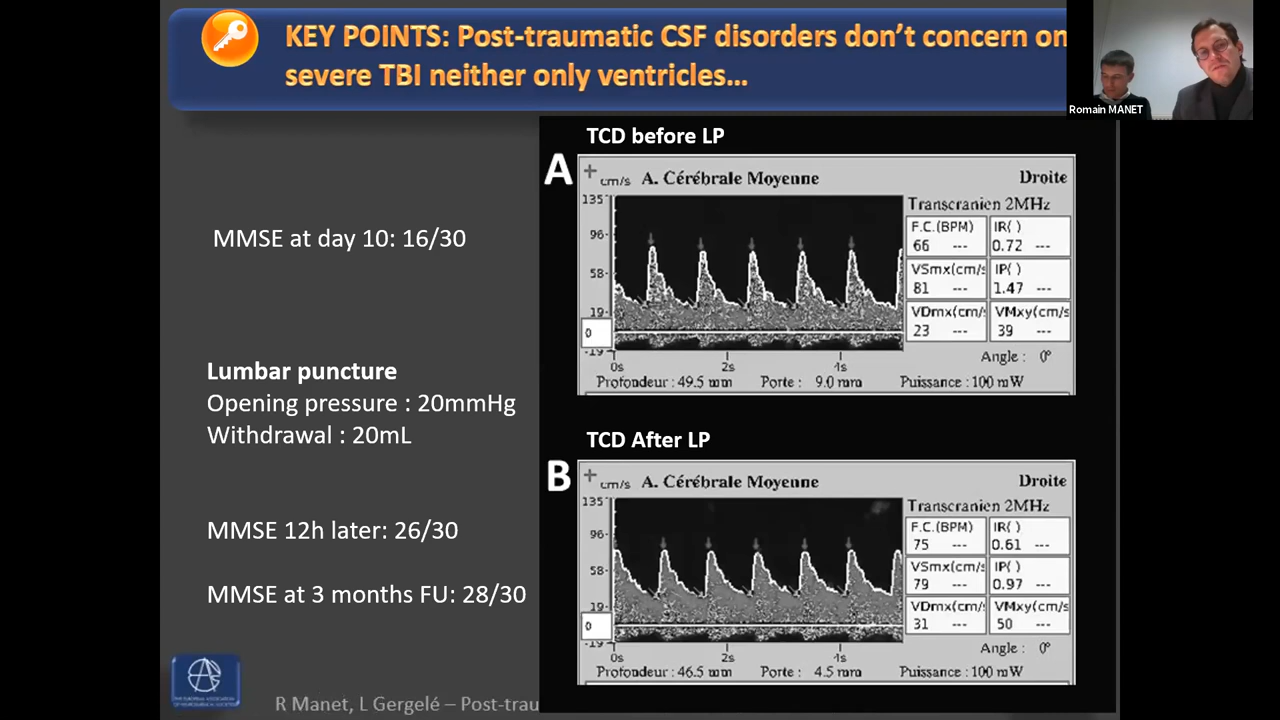 KEY POINTS: Post-traumatic CSF disorders don't concern on
severe TBI neither only ventricles...
Romain MANET
MMSE at day 10: 16/30
Lumbar puncture
Opening pressure : 20mmHg
Withdrawal : 20mL
MMSE 12h later: 26/30
MMSE at 3 months FU: 28/30
TCD before LP
A
+ cm/s A. Cérébrale Moyenne Droite
135
96
58
19
0
-19
0s 2s 4s
Transcranien 2MHz
F.C.(BPM) IR( )
66 --- 0.72 ---
VSmx(cm/s IP( )
81 --- 1.47 ---
VDmx(cm/s VMxy(cm/s
23 --- 39 ---
Angle : 0°
Profondeur : 49.5 mm Porte : 9.0 mm Puissance : 100 mW
TCD After LP
B
+ cm/s A. Cérébrale Moyenne Droite
135
96
58
19
0
-19
0s 2s 4s
Transcranien 2MHz
F.C.(BPM) IR( )
75 --- 0.61 ---
VSmx(cm/s IP( )
79 --- 0.97 ---
VDmx(cm/s VMxy(cm/s
31 --- 50 ---
Angle : 0°
Profondeur : 46.5 mm Porte : 4.5 mm Puissance : 100 mW
R Manet, L Gergelé – Post-trau